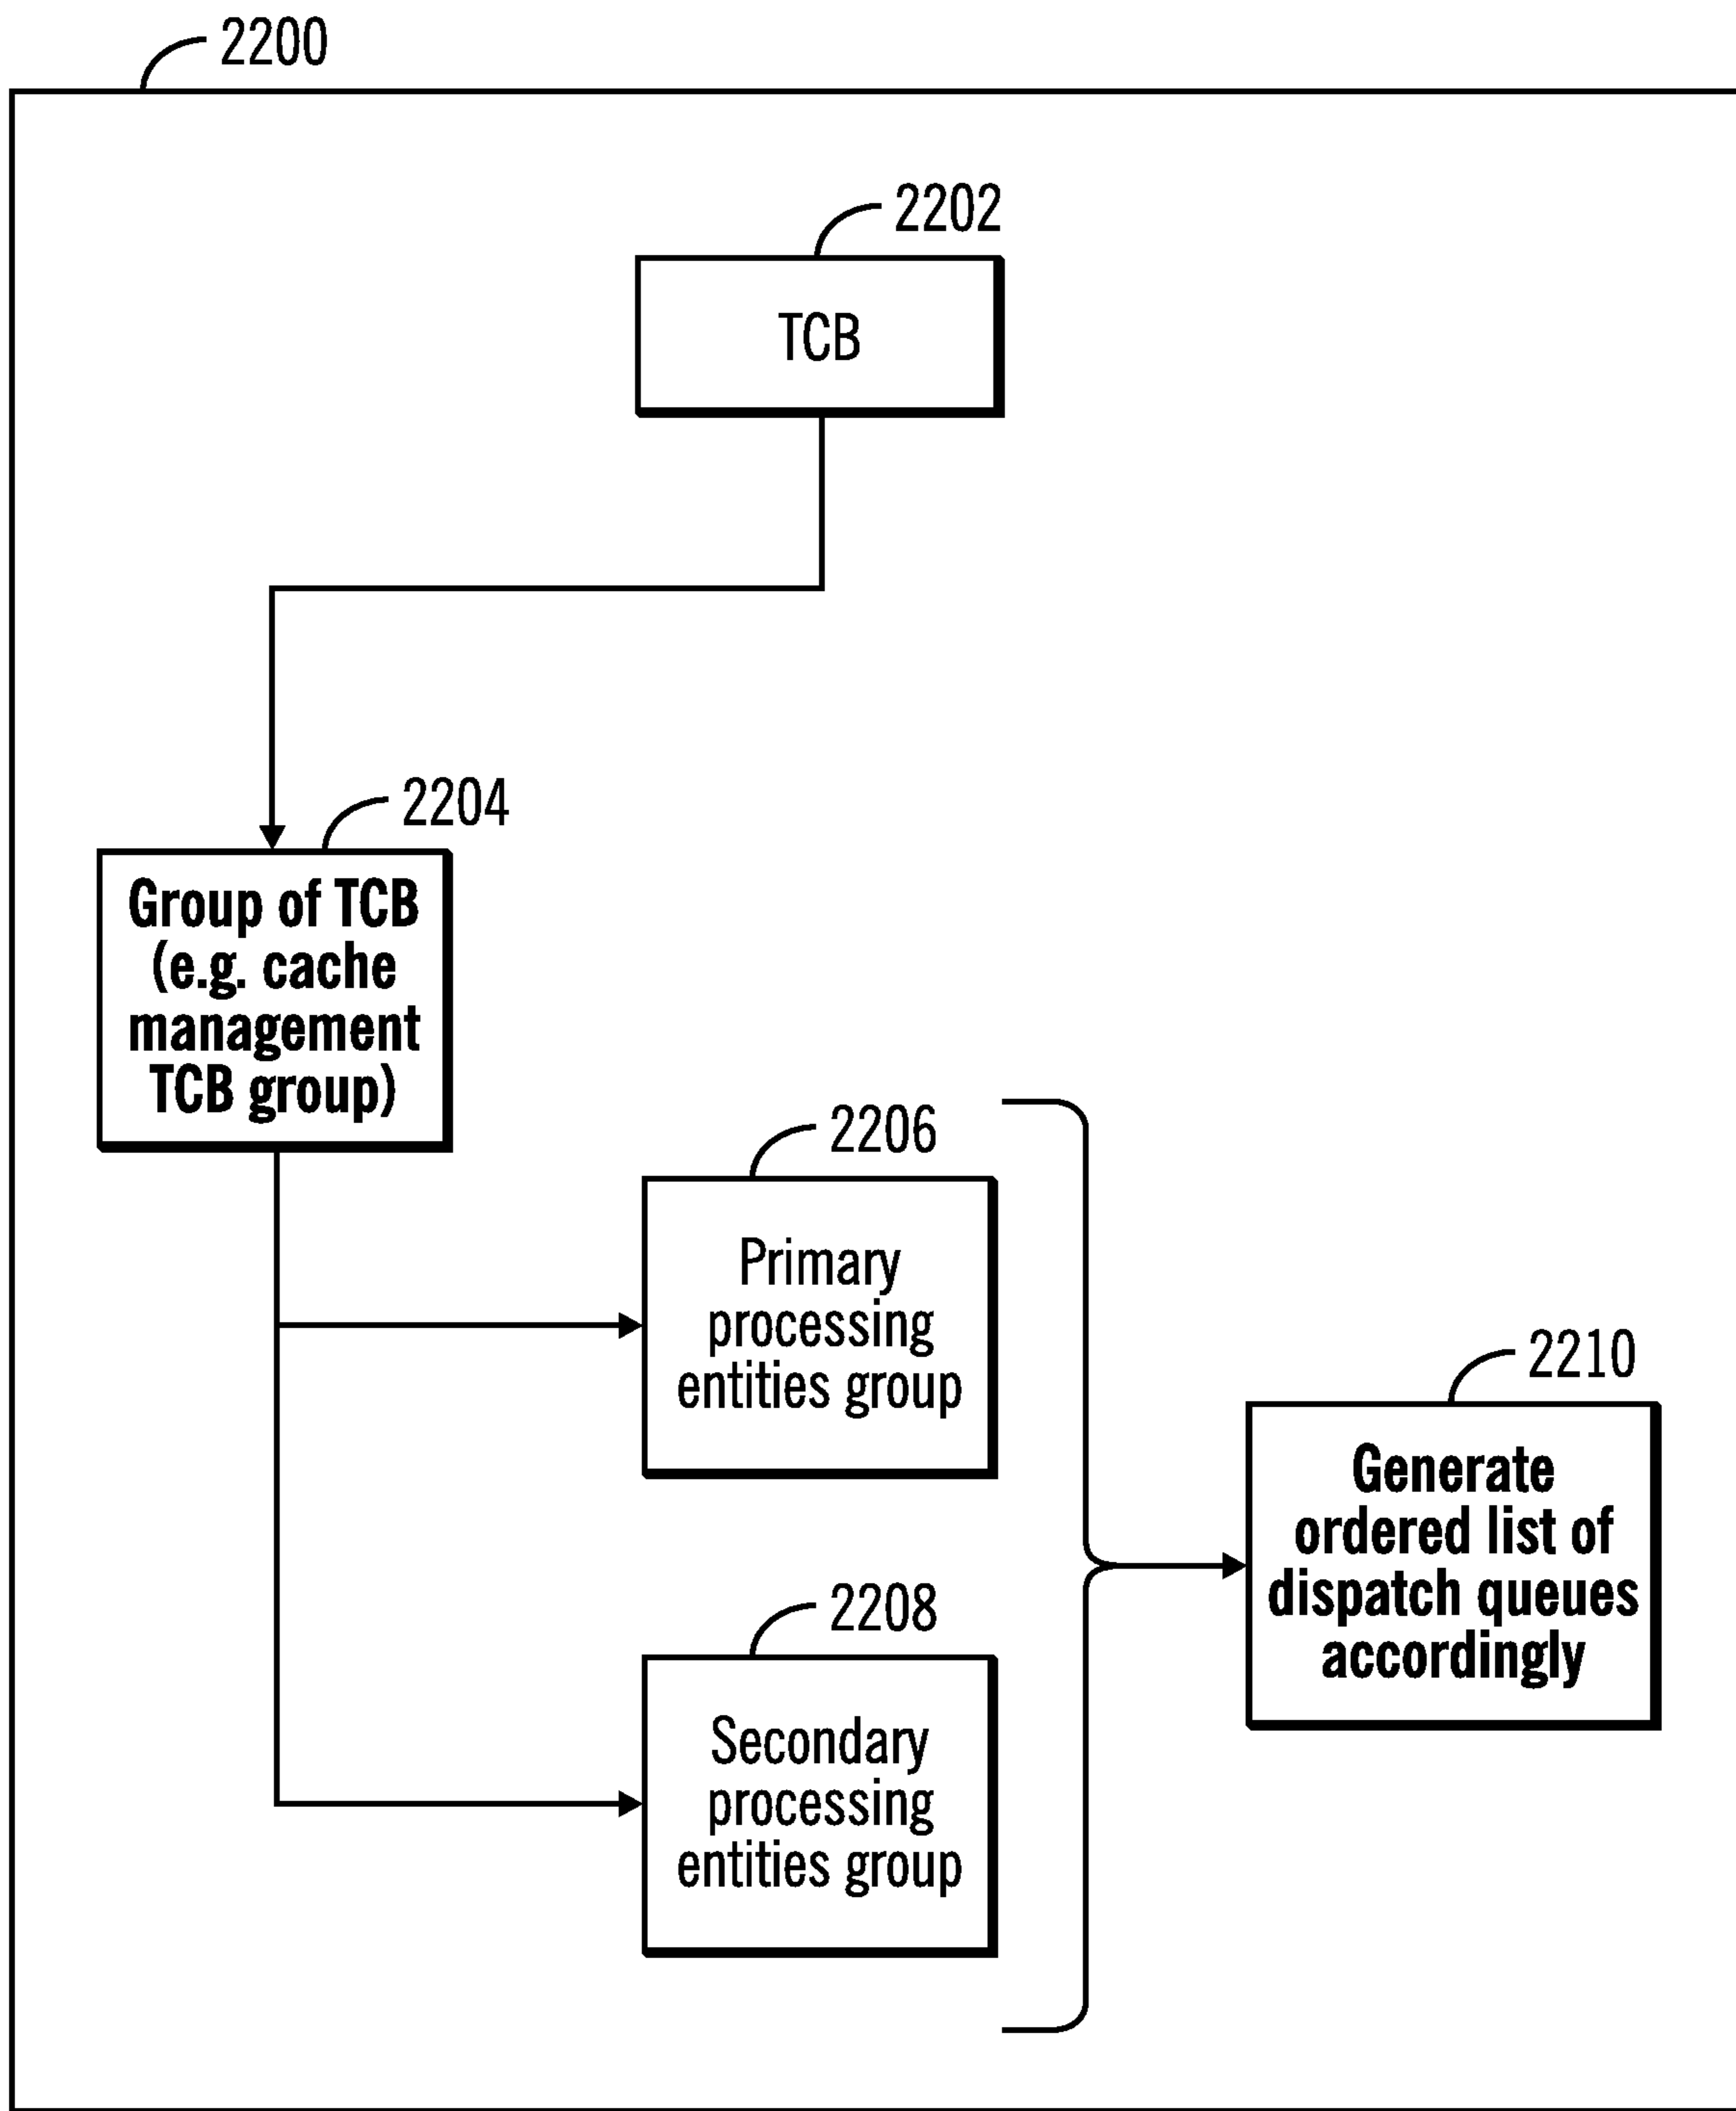 2200
2202
TCB
2204
Group of TCB
(e.g. cache
management
TCB group)
2206
Primary
processing
entities group
2210
Generate
ordered list of
dispatch queues
accordingly
2208
Secondary
processing
entities group